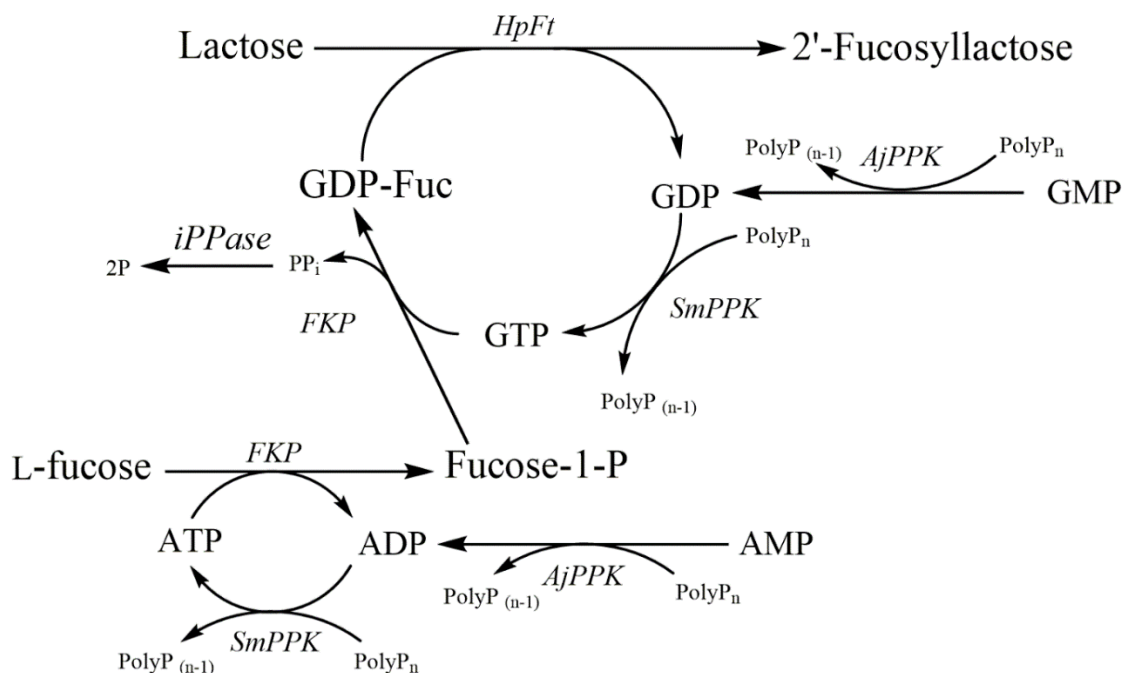 HpFt
Lactose
2'-Fucosyllactose
PolyP (n-1)
AjPPK
PolyPn
GDP-Fuc
GDP
GMP
iPPase
2P
PPi
PolyPn
FKP
GTP
SmPPK
PolyP (n-1)
L-fucose
FKP
Fucose-1-P
ATP
ADP
AMP
PolyP (n-1)
AjPPK
PolyPn
PolyP (n-1)
SmPPK
PolyPn